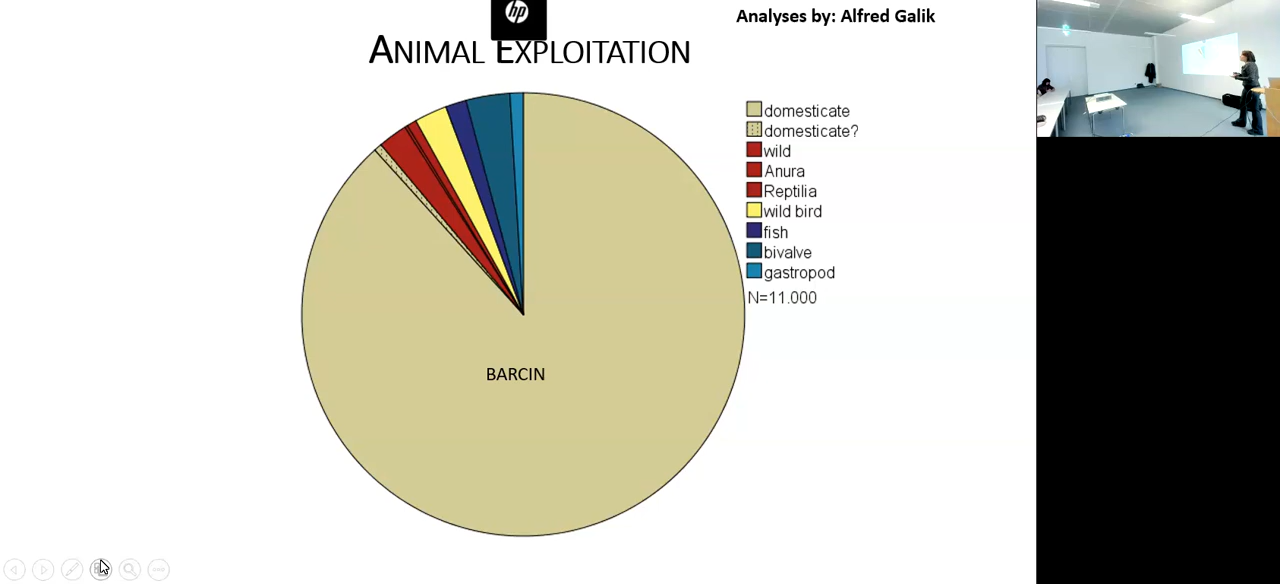 hp
Analyses by: Alfred Galik
ANIMAL EXPLOITATION
domesticate
domesticate?
wild
Anura
Reptilia
wild bird
fish
bivalve
gastropod
N=11.000
BARCIN